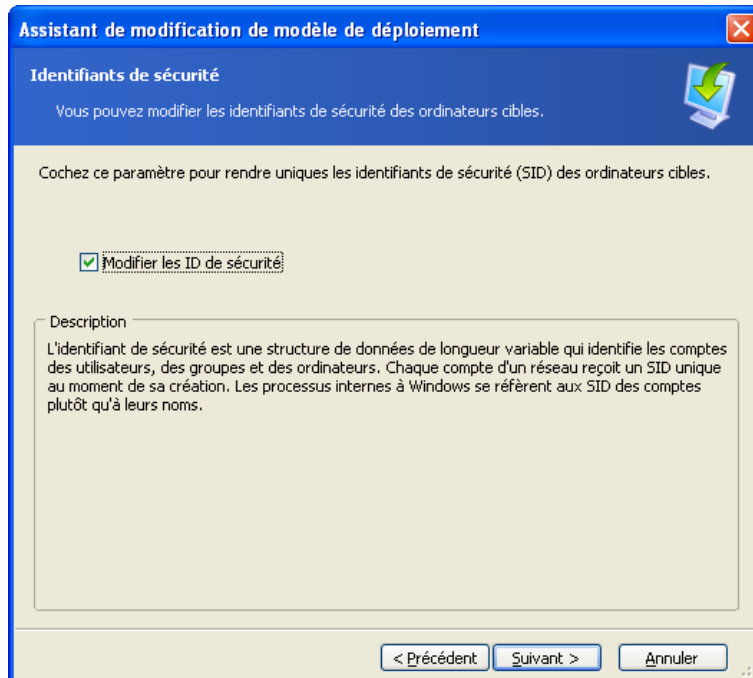 Assistant de modification de modèle de déploiement
Identifiants de sécurité
Vous pouvez modifier les identifiants de sécurité des ordinateurs cibles.
Cochez ce paramètre pour rendre uniques les identifiants de sécurité (SID) des ordinateurs cibles.
Modifier les ID de sécurité
Description
L'identifiant de sécurité est une structure de données de longueur variable qui identifie les comptes
des utilisateurs, des groupes et des ordinateurs. Chaque compte d'un réseau reçoit un SID unique
au moment de sa création. Les processus internes à Windows se réfèrent aux SID des comptes
plutôt qu'à leurs noms.
< Précédent Suivant > Annuler